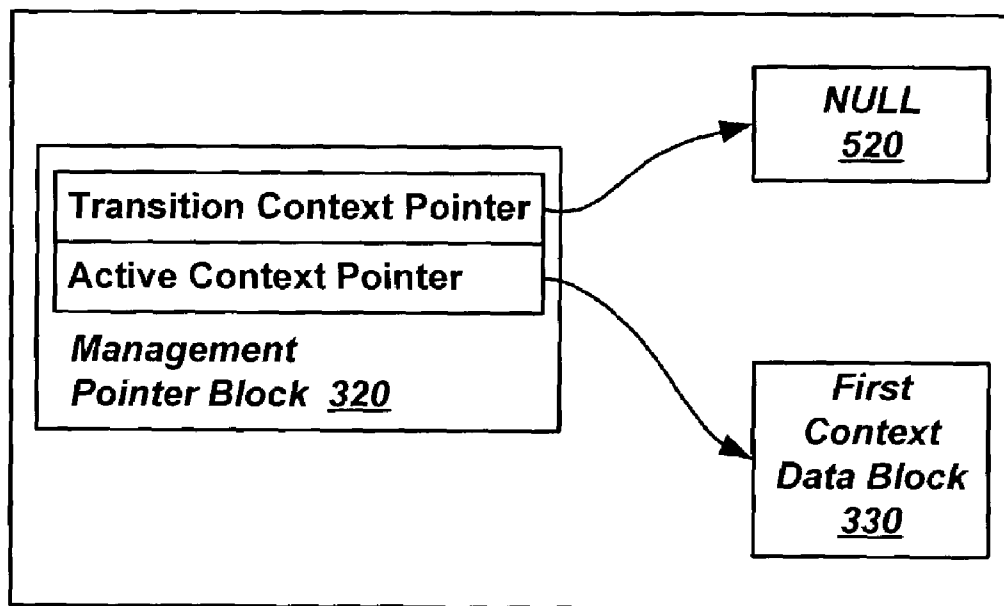 NULL
520
Transition Context Pointer
Active Context Pointer
Management
Pointer Block 320
First
Context
Data Block
330